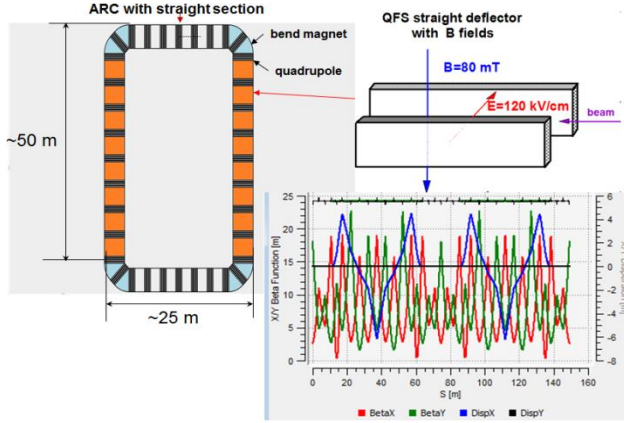 ARC with straight section
bend magnet
quadrupole
~50 m
~25 m
QFS straight deflector
with B fields
B=80 mT
E=120 kV/cm
beam
X/Y Beta Function [m]
25
20
15
10
5
0
6
4
2
0
-2
-4
-6
-8
0 20 40 60 80 100 120 140 160
S [m]
BetaX BetaY DispX DispY